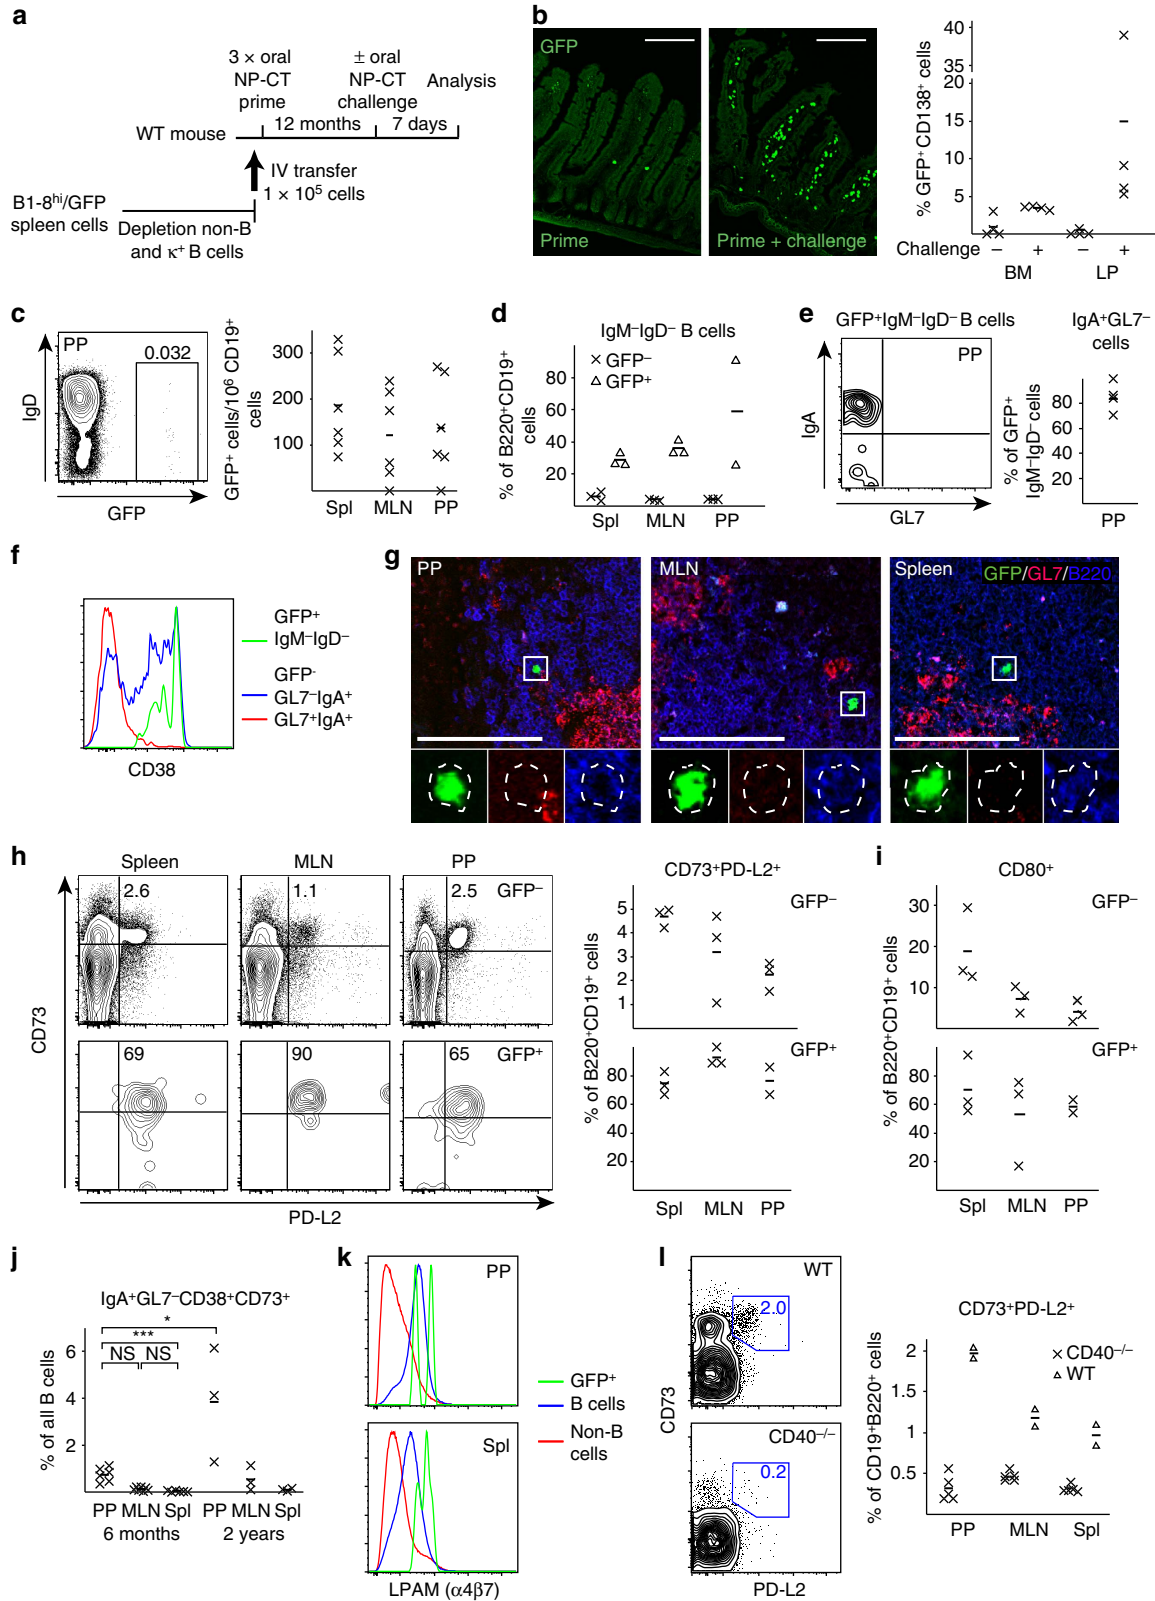 a
3 × oral
NP-CT
prime
± oral
NP-CT
challenge
Analysis
WT mouse
12 months
7 days
IV transfer
1 × 10⁵ cells
B1-8ʰⁱ/GFP
spleen cells
Depletion non-B
and κ⁺ B cells
b
GFP
Prime
Prime + challenge
% GFP⁺ CD138⁺ cells
40
35
20
15
10
5
Challenge − + − +
BM LP
c
PP
0.032
IgD
GFP
GFP⁺ cells/10⁶ CD19⁺
cells
300
200
100
Spl MLN PP
d
IgM⁻IgD⁻ B cells
GFP⁻
GFP⁺
% of B220⁺CD19⁺
cells
80
60
40
20
Spl MLN PP
e
GFP⁺IgM⁻IgD⁻ B cells
PP
IgA
GL7
IgA⁺GL7⁻
cells
% of GFP⁺
IgM⁻IgD⁻ cells
80
60
40
20
PP
f
GFP⁺
IgM⁻IgD⁻
GFP⁻
GL7⁻IgA⁺
GL7⁺IgA⁺
CD38
g
PP
MLN
Spleen
GFP/GL7/B220
h
Spleen MLN PP
2.6
1.1
2.5
GFP⁻
69
90
65
GFP⁺
CD73
PD-L2
CD73⁺PD-L2⁺
GFP⁻
5
4
3
2
1
GFP⁺
80
60
40
20
% of B220⁺CD19⁺ cells
Spl MLN PP
i
CD80⁺
GFP⁻
30
20
10
GFP⁺
80
60
40
20
% of B220⁺CD19⁺ cells
Spl MLN PP
j
IgA⁺GL7⁻CD38⁺CD73⁺
*
***
NS NS
% of all B cells
6
4
2
PP MLN Spl PP MLN Spl
6 months 2 years
k
PP
Spl
GFP⁺
B cells
Non-B
cells
LPAM (α4β7)
l
WT
2.0
CD40⁻/⁻
0.2
CD73
PD-L2
CD73⁺PD-L2⁺
CD40⁻/⁻
WT
% of CD19⁺B220⁺ cells
2
1.5
1
0.5
PP MLN Spl